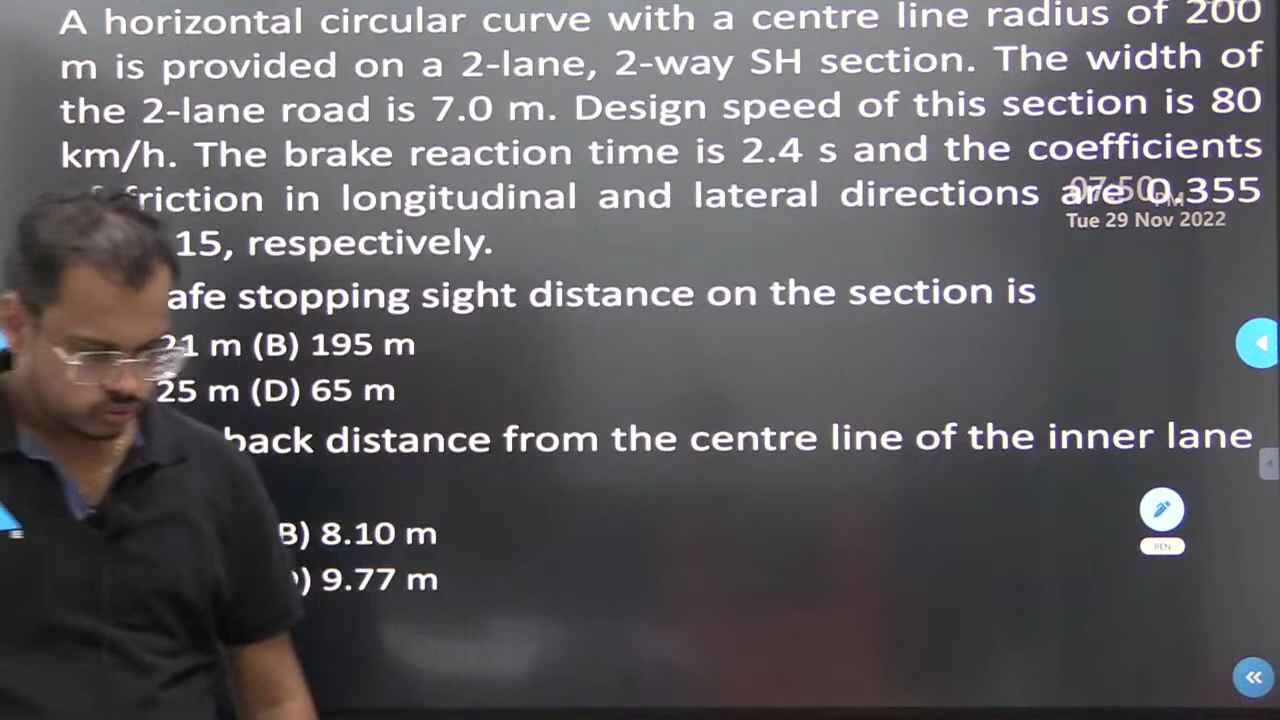 A horizontal circular curve with a centre line radius of 200
m is provided on a 2-lane, 2-way SH section. The width of
the 2-lane road is 7.0 m. Design speed of this section is 80
km/h. The brake reaction time is 2.4 s and the coefficients
friction in longitudinal and lateral directions are 0.355
07:50 PM
Tue 29 Nov 2022
15, respectively.
afe stopping sight distance on the section is
21 m (B) 195 m
25 m (D) 65 m
back distance from the centre line of the inner lane
B) 8.10 m
) 9.77 m
PEN